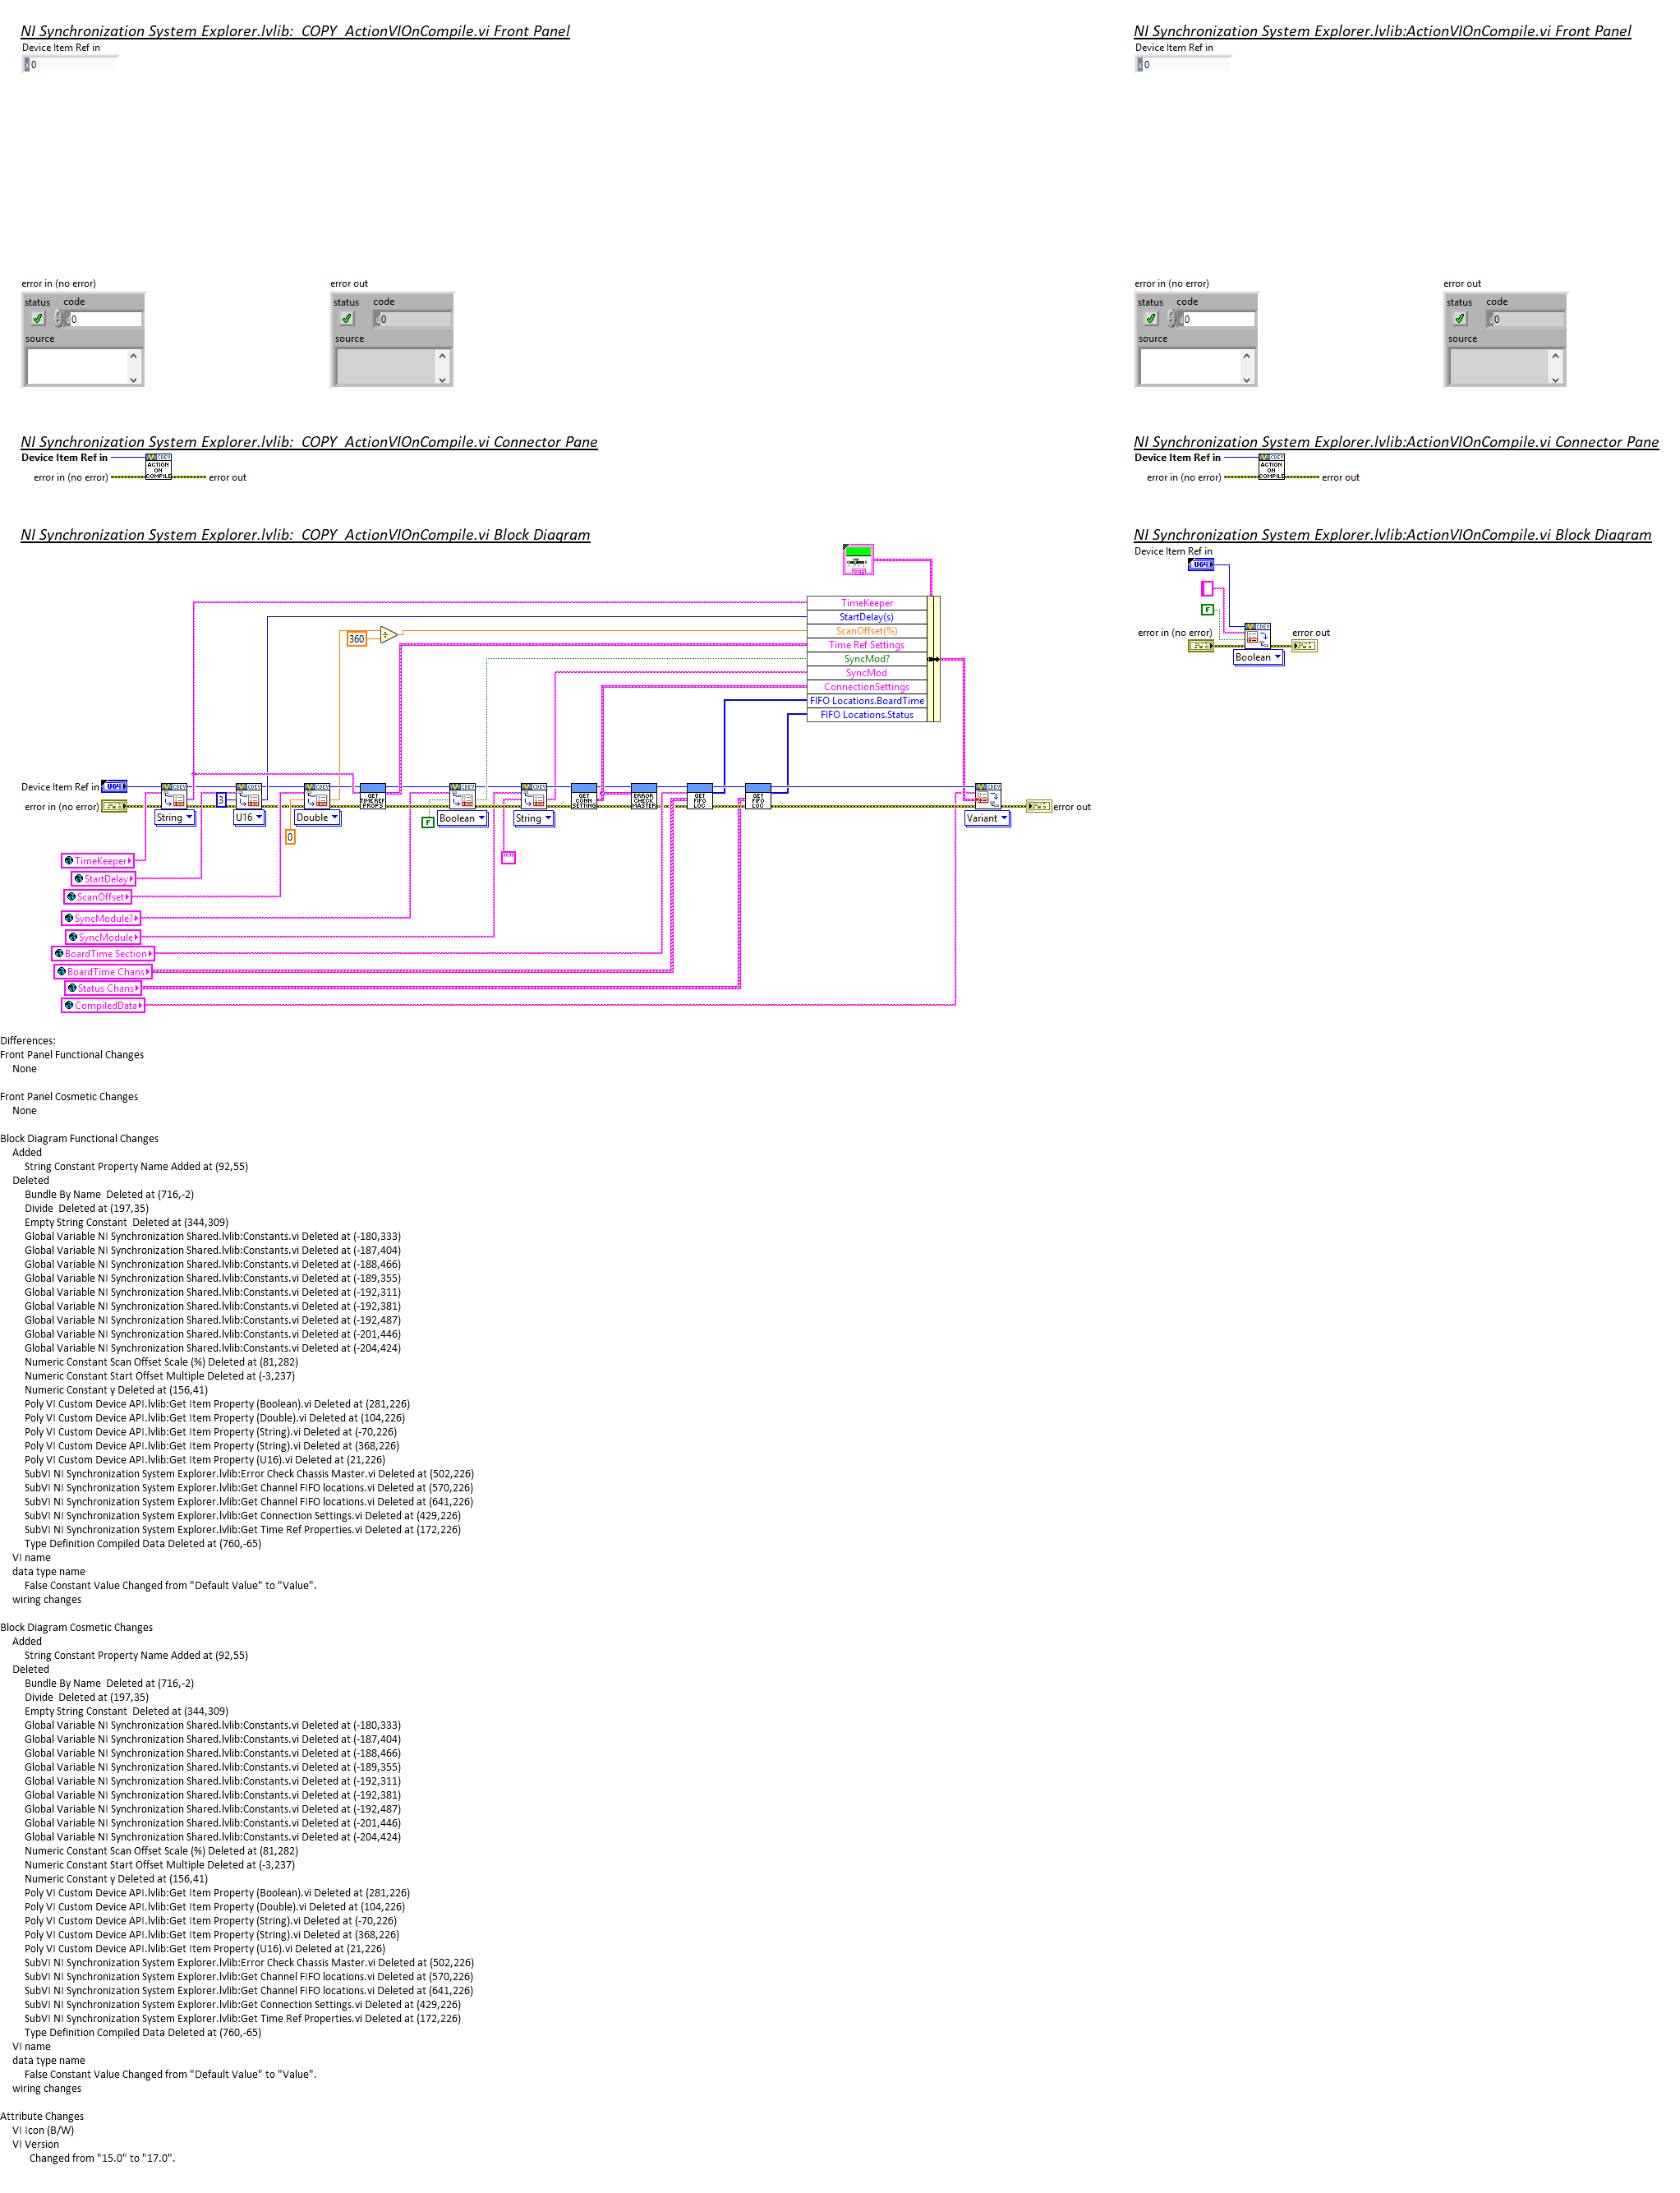 NI Synchronization System Explorer.lvlib:_COPY_ActionVIOnCompile.vi Front Panel
Device Item Ref in
x 0
error in (no error)
status code
d 0
source
error out
status code
d 0
source
NI Synchronization System Explorer.lvlib:ActionVIOnCompile.vi Front Panel
Device Item Ref in
x 0
error in (no error)
status code
d 0
source
error out
status code
d 0
source
NI Synchronization System Explorer.lvlib:_COPY_ActionVIOnCompile.vi Connector Pane
Device Item Ref in
error in (no error)
ACTION
ON
COMPILE
error out
NI Synchronization System Explorer.lvlib:ActionVIOnCompile.vi Connector Pane
Device Item Ref in
error in (no error)
ACTION
ON
COMPILE
error out
NI Synchronization System Explorer.lvlib:_COPY_ActionVIOnCompile.vi Block Diagram
TimeKeeper
StartDelay(s)
360
ScanOffset(%)
Time Ref Settings
SyncMod?
SyncMod
ConnectionSettings
FIFO Locations.BoardTime
FIFO Locations.Status
Device Item Ref in
U64
error in (no error)
String
3
U16
0
Double
GET
TIMEREF
PROPS
F
Boolean
String
GET
CONN
SETTING
ERROR
CHECK
MASTER
GET
FIFO
LOC
GET
FIFO
LOC
Variant
error out
TimeKeeper
StartDelay
ScanOffset
SyncModule?
SyncModule
BoardTime Section
BoardTime Chans
Status Chans
CompiledData
NI Synchronization System Explorer.lvlib:ActionVIOnCompile.vi Block Diagram
Device Item Ref in
U64
F
error in (no error)
Boolean
error out
Differences:
Front Panel Functional Changes
None
Front Panel Cosmetic Changes
None
Block Diagram Functional Changes
Added
String Constant Property Name Added at (92,55)
Deleted
Bundle By Name  Deleted at (716,-2)
Divide  Deleted at (197,35)
Empty String Constant  Deleted at (344,309)
Global Variable NI Synchronization Shared.lvlib:Constants.vi Deleted at (-180,333)
Global Variable NI Synchronization Shared.lvlib:Constants.vi Deleted at (-187,404)
Global Variable NI Synchronization Shared.lvlib:Constants.vi Deleted at (-188,466)
Global Variable NI Synchronization Shared.lvlib:Constants.vi Deleted at (-189,355)
Global Variable NI Synchronization Shared.lvlib:Constants.vi Deleted at (-192,311)
Global Variable NI Synchronization Shared.lvlib:Constants.vi Deleted at (-192,381)
Global Variable NI Synchronization Shared.lvlib:Constants.vi Deleted at (-192,487)
Global Variable NI Synchronization Shared.lvlib:Constants.vi Deleted at (-201,446)
Global Variable NI Synchronization Shared.lvlib:Constants.vi Deleted at (-204,424)
Numeric Constant Scan Offset Scale (%) Deleted at (81,282)
Numeric Constant Start Offset Multiple Deleted at (-3,237)
Numeric Constant y Deleted at (156,41)
Poly VI Custom Device API.lvlib:Get Item Property (Boolean).vi Deleted at (281,226)
Poly VI Custom Device API.lvlib:Get Item Property (Double).vi Deleted at (104,226)
Poly VI Custom Device API.lvlib:Get Item Property (String).vi Deleted at (-70,226)
Poly VI Custom Device API.lvlib:Get Item Property (String).vi Deleted at (368,226)
Poly VI Custom Device API.lvlib:Get Item Property (U16).vi Deleted at (21,226)
SubVI NI Synchronization System Explorer.lvlib:Error Check Chassis Master.vi Deleted at (502,226)
SubVI NI Synchronization System Explorer.lvlib:Get Channel FIFO locations.vi Deleted at (570,226)
SubVI NI Synchronization System Explorer.lvlib:Get Channel FIFO locations.vi Deleted at (641,226)
SubVI NI Synchronization System Explorer.lvlib:Get Connection Settings.vi Deleted at (429,226)
SubVI NI Synchronization System Explorer.lvlib:Get Time Ref Properties.vi Deleted at (172,226)
Type Definition Compiled Data Deleted at (760,-65)
VI name
data type name
False Constant Value Changed from "Default Value" to "Value".
wiring changes
Block Diagram Cosmetic Changes
Added
String Constant Property Name Added at (92,55)
Deleted
Bundle By Name  Deleted at (716,-2)
Divide  Deleted at (197,35)
Empty String Constant  Deleted at (344,309)
Global Variable NI Synchronization Shared.lvlib:Constants.vi Deleted at (-180,333)
Global Variable NI Synchronization Shared.lvlib:Constants.vi Deleted at (-187,404)
Global Variable NI Synchronization Shared.lvlib:Constants.vi Deleted at (-188,466)
Global Variable NI Synchronization Shared.lvlib:Constants.vi Deleted at (-189,355)
Global Variable NI Synchronization Shared.lvlib:Constants.vi Deleted at (-192,311)
Global Variable NI Synchronization Shared.lvlib:Constants.vi Deleted at (-192,381)
Global Variable NI Synchronization Shared.lvlib:Constants.vi Deleted at (-192,487)
Global Variable NI Synchronization Shared.lvlib:Constants.vi Deleted at (-201,446)
Global Variable NI Synchronization Shared.lvlib:Constants.vi Deleted at (-204,424)
Numeric Constant Scan Offset Scale (%) Deleted at (81,282)
Numeric Constant Start Offset Multiple Deleted at (-3,237)
Numeric Constant y Deleted at (156,41)
Poly VI Custom Device API.lvlib:Get Item Property (Boolean).vi Deleted at (281,226)
Poly VI Custom Device API.lvlib:Get Item Property (Double).vi Deleted at (104,226)
Poly VI Custom Device API.lvlib:Get Item Property (String).vi Deleted at (-70,226)
Poly VI Custom Device API.lvlib:Get Item Property (String).vi Deleted at (368,226)
Poly VI Custom Device API.lvlib:Get Item Property (U16).vi Deleted at (21,226)
SubVI NI Synchronization System Explorer.lvlib:Error Check Chassis Master.vi Deleted at (502,226)
SubVI NI Synchronization System Explorer.lvlib:Get Channel FIFO locations.vi Deleted at (570,226)
SubVI NI Synchronization System Explorer.lvlib:Get Channel FIFO locations.vi Deleted at (641,226)
SubVI NI Synchronization System Explorer.lvlib:Get Connection Settings.vi Deleted at (429,226)
SubVI NI Synchronization System Explorer.lvlib:Get Time Ref Properties.vi Deleted at (172,226)
Type Definition Compiled Data Deleted at (760,-65)
VI name
data type name
False Constant Value Changed from "Default Value" to "Value".
wiring changes
Attribute Changes
VI Icon (B/W)
VI Version
Changed from "15.0" to "17.0".